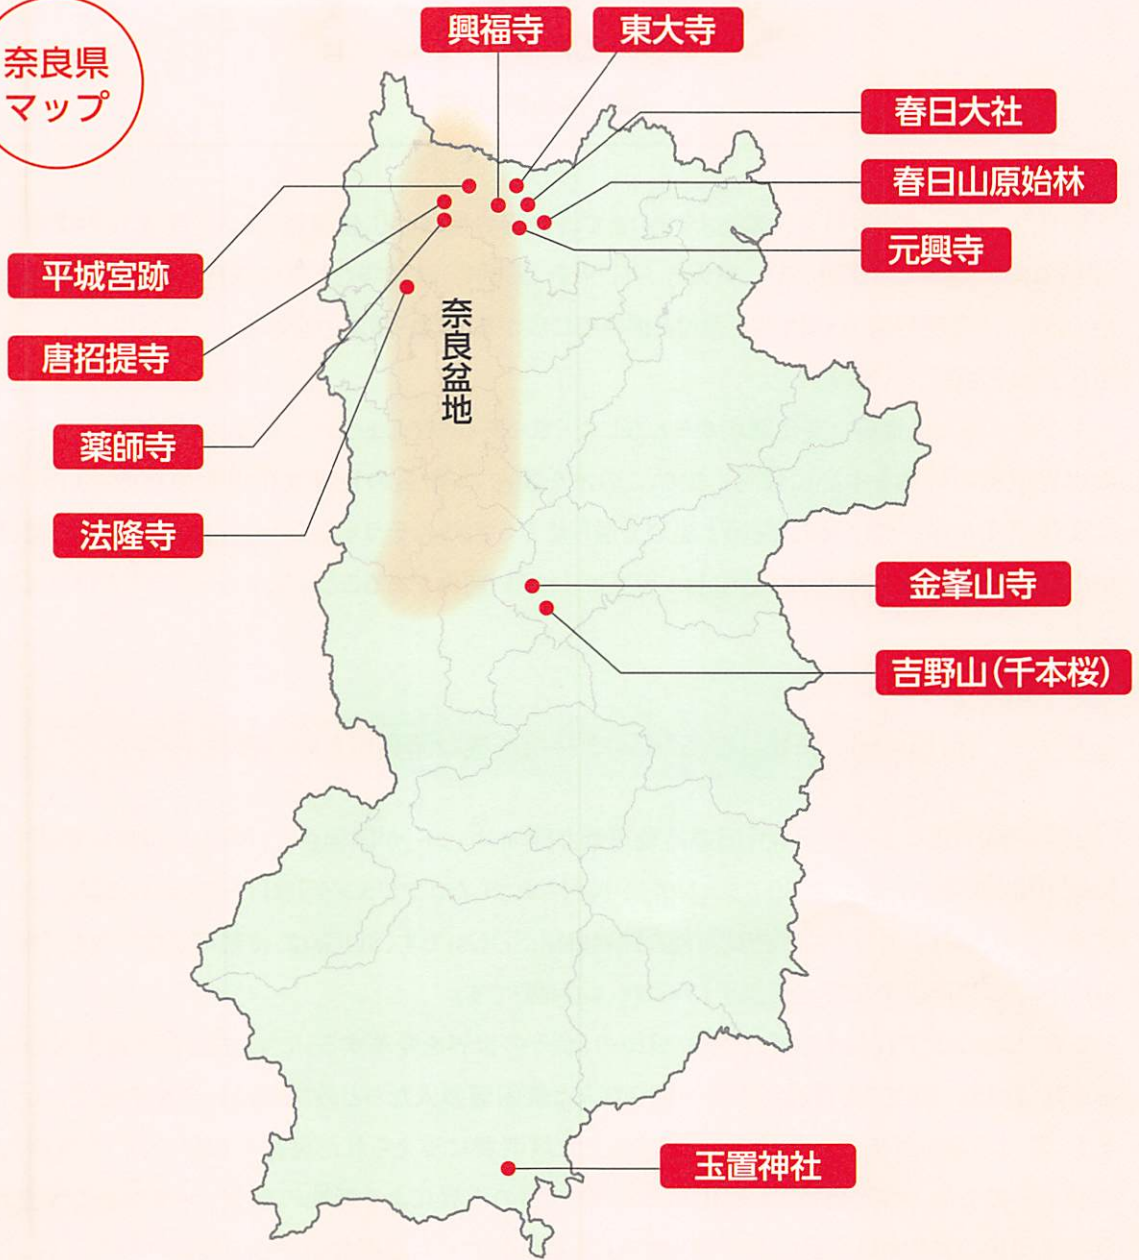 奈良県
マップ
興福寺
東大寺
春日大社
春日山原始林
元興寺
平城宮跡
唐招提寺
薬師寺
法隆寺
奈良盆地
金峯山寺
吉野山(千本桜)
玉置神社